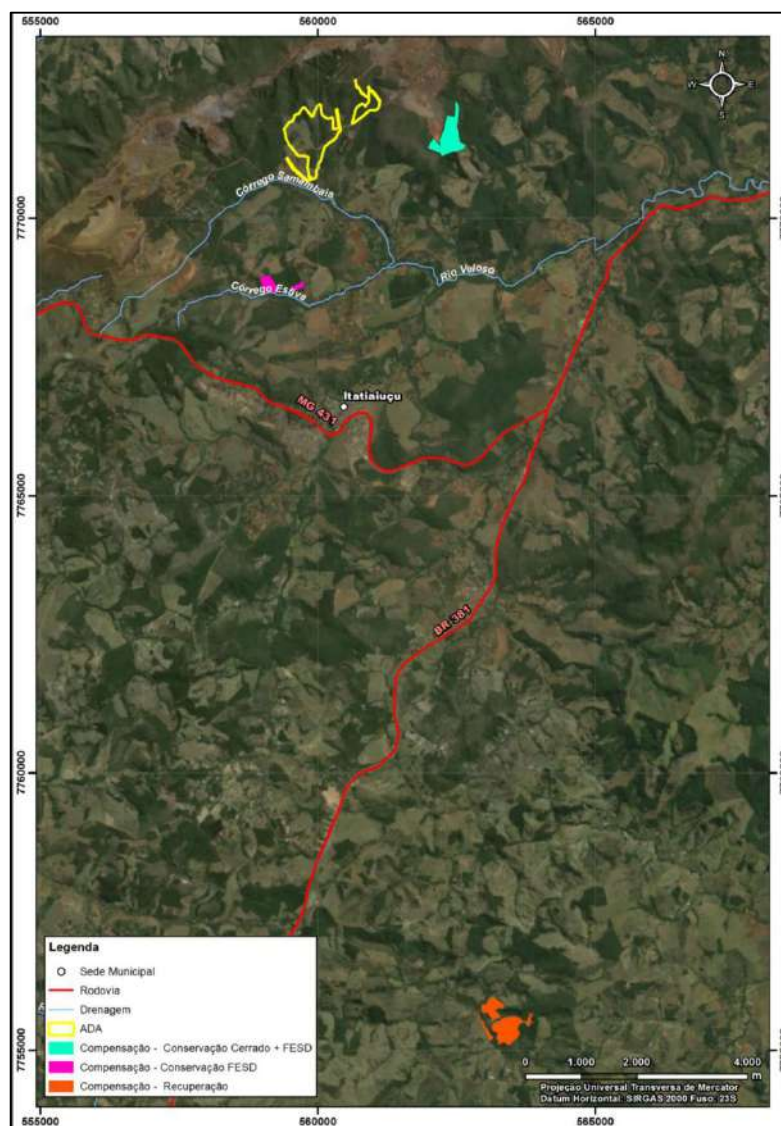 555000 560000 565000
N
W E
S
Córrego Samambaia
7770000
Rio Veloso
Córrego Esova
Itatiaiuçu
MG 431
7765000
BR 381
7760000
Legenda
Sede Municipal
Rodovia
Drenagem
ADA
Compensação - Conservação Cerrado + FESD
Compensação - Conservação FESD
Compensação - Recuperação
7755000
0 1.000 2.000 4.000
m
Projeção Universal Transversa de Mercator
Datum Horizontal: SIRGAS 2000 Fuso: 23S
555000 560000 565000